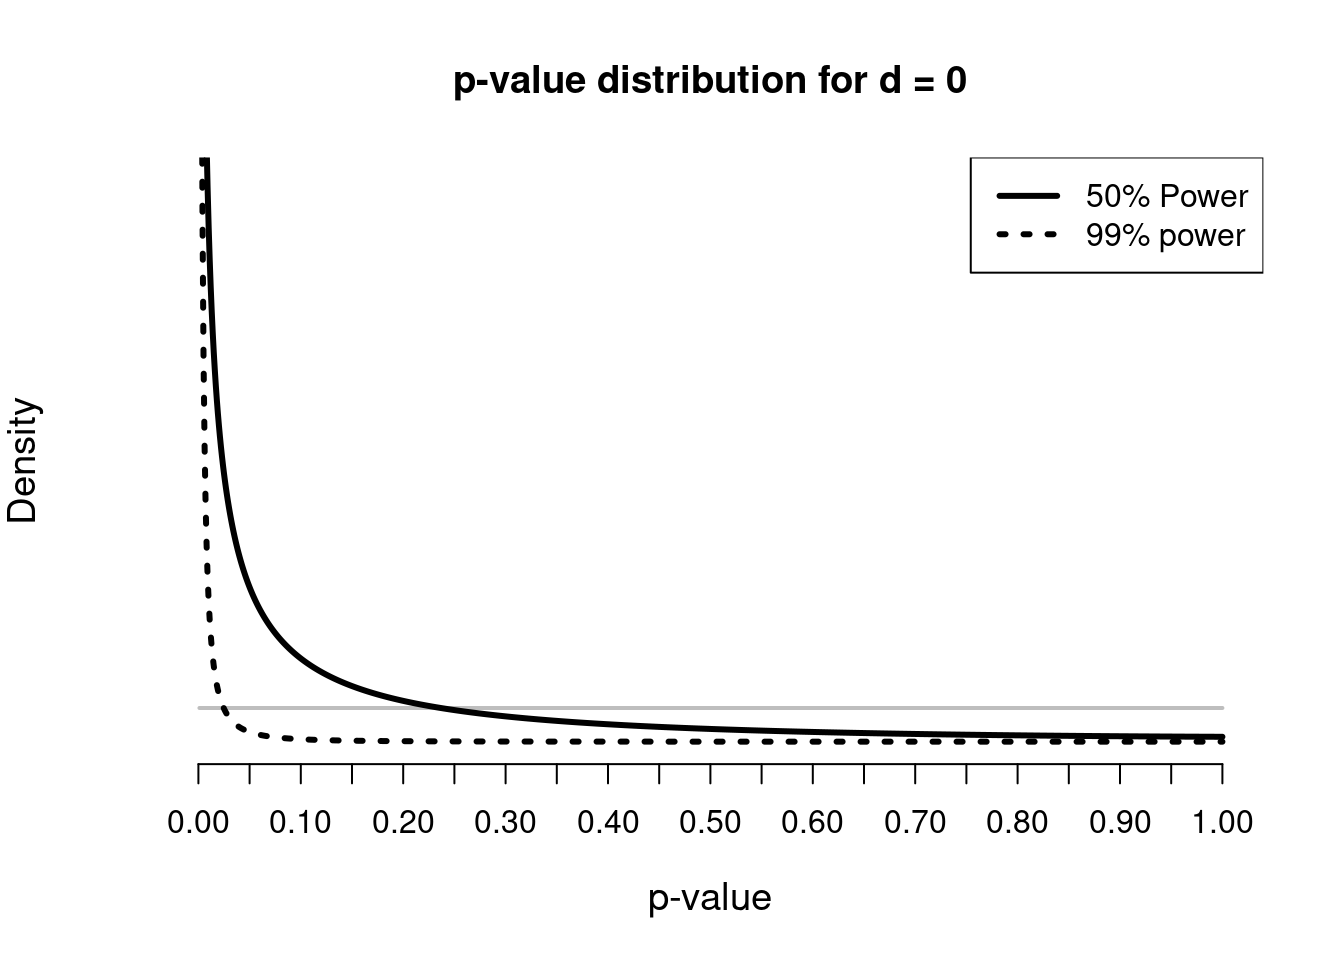 p-value distribution for d = 0
50% Power
99% power
Density
0.00 0.10 0.20 0.30 0.40 0.50 0.60 0.70 0.80 0.90 1.00
p-value